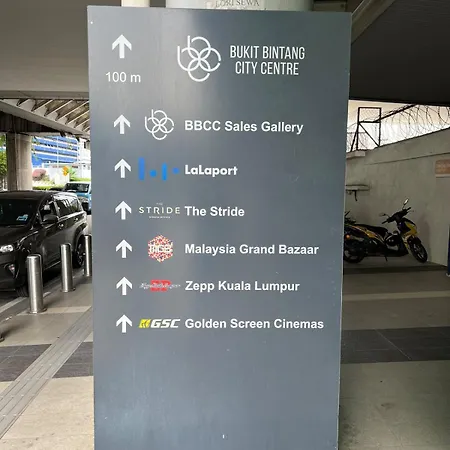 BUKIT BINTANG
CITY CENTRE
100 m
BBCC Sales Gallery
LaLaport
THE
STRIDE The Stride
Malaysia Grand Bazaar
Zepp Kuala Lumpur
GSC Golden Screen Cinemas